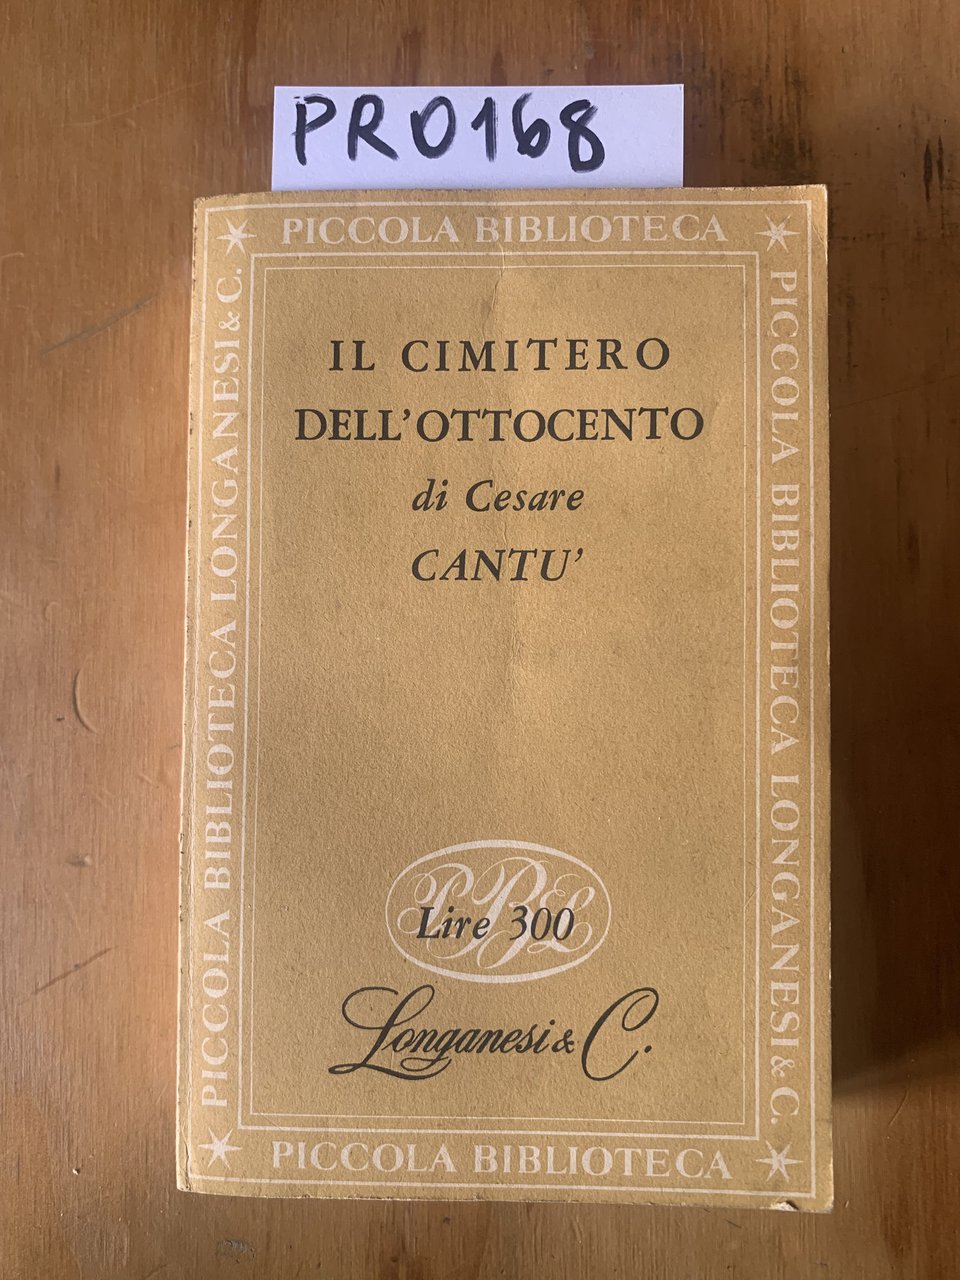 PR0168
PICCOLA BIBLIOTECA
PICCOLA BIBLIOTECA LONGANESI & C.
PICCOLA BIBLIOTECA LONGANESI & C.
IL CIMITERO
DELL'OTTOCENTO
di Cesare
CANTU'
PBL
Lire 300
Longanesi & C.
PICCOLA BIBLIOTECA